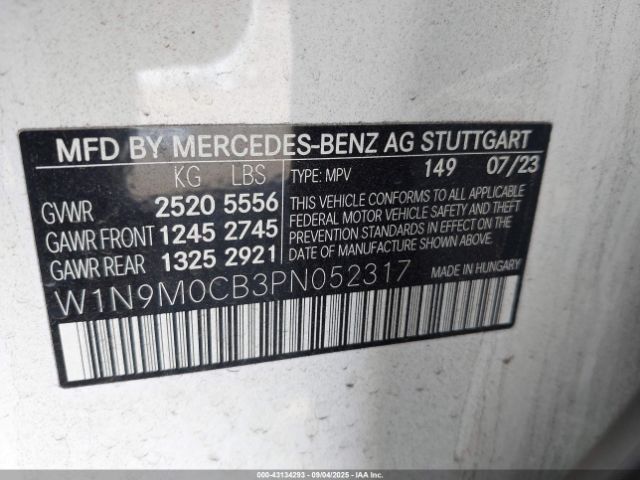 MFD BY MERCEDES-BENZ AG STUTTGART
KG LBS TYPE: MPV 149 07/23
GVWR 2520 5556
GAWR FRONT 1245 2745
GAWR REAR 1325 2921
THIS VEHICLE CONFORMS TO ALL APPLICABLE
FEDERAL MOTOR VEHICLE SAFETY AND THEFT
PREVENTION STANDARDS IN EFFECT ON THE
DATE OF MANUFACTURE SHOWN ABOVE.
W1N9M0CB3PN052317 MADE IN HUNGARY
000-43134293 - 09/04/2025 - IAAI.COM